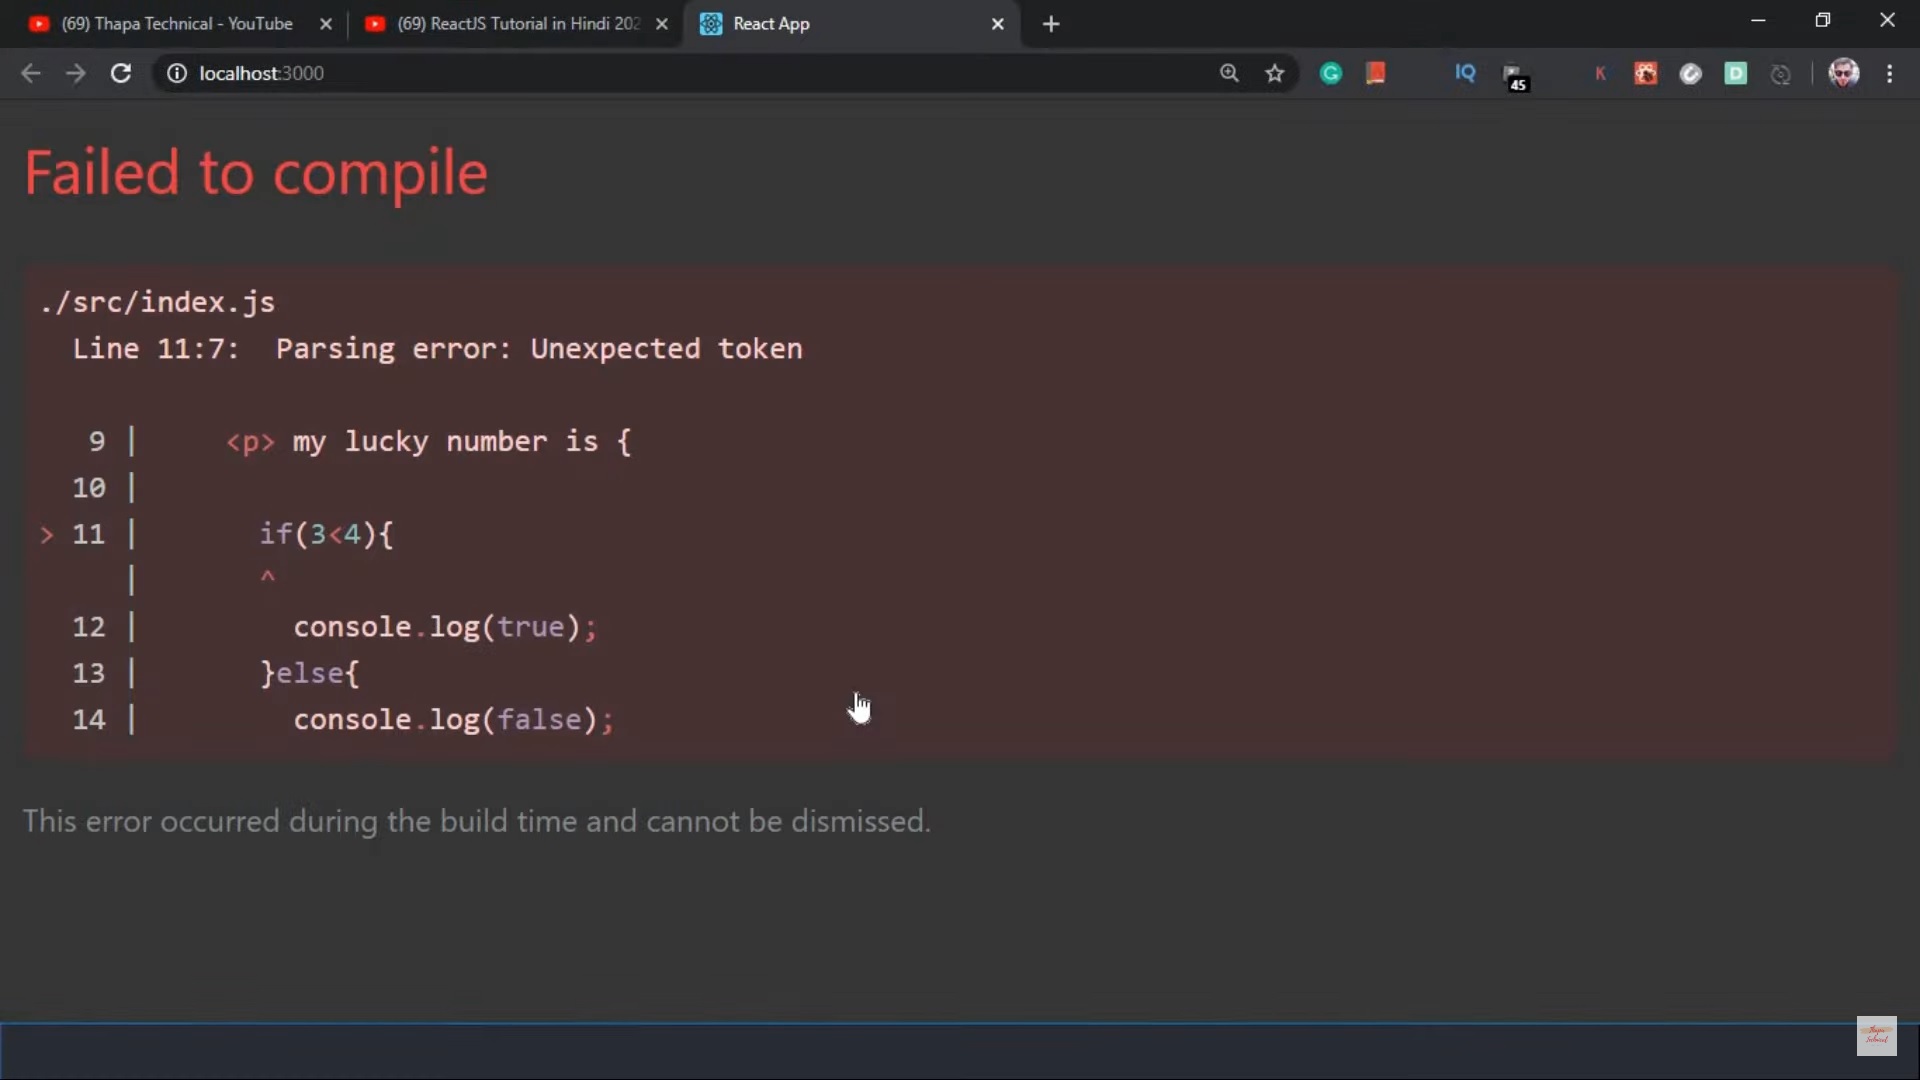 (69) Thapa Technical - YouTube
(69) ReactJS Tutorial in Hindi 202
React App
localhost:3000
IQ
45
K
D
Failed to compile
./src/index.js
Line 11:7: Parsing error: Unexpected token
9 | <p> my lucky number is {
10 |
> 11 | if(3<4){
| ^
12 | console.log(true);
13 | }else{
14 | console.log(false);
This error occurred during the build time and cannot be dismissed.
Thapa
Technical